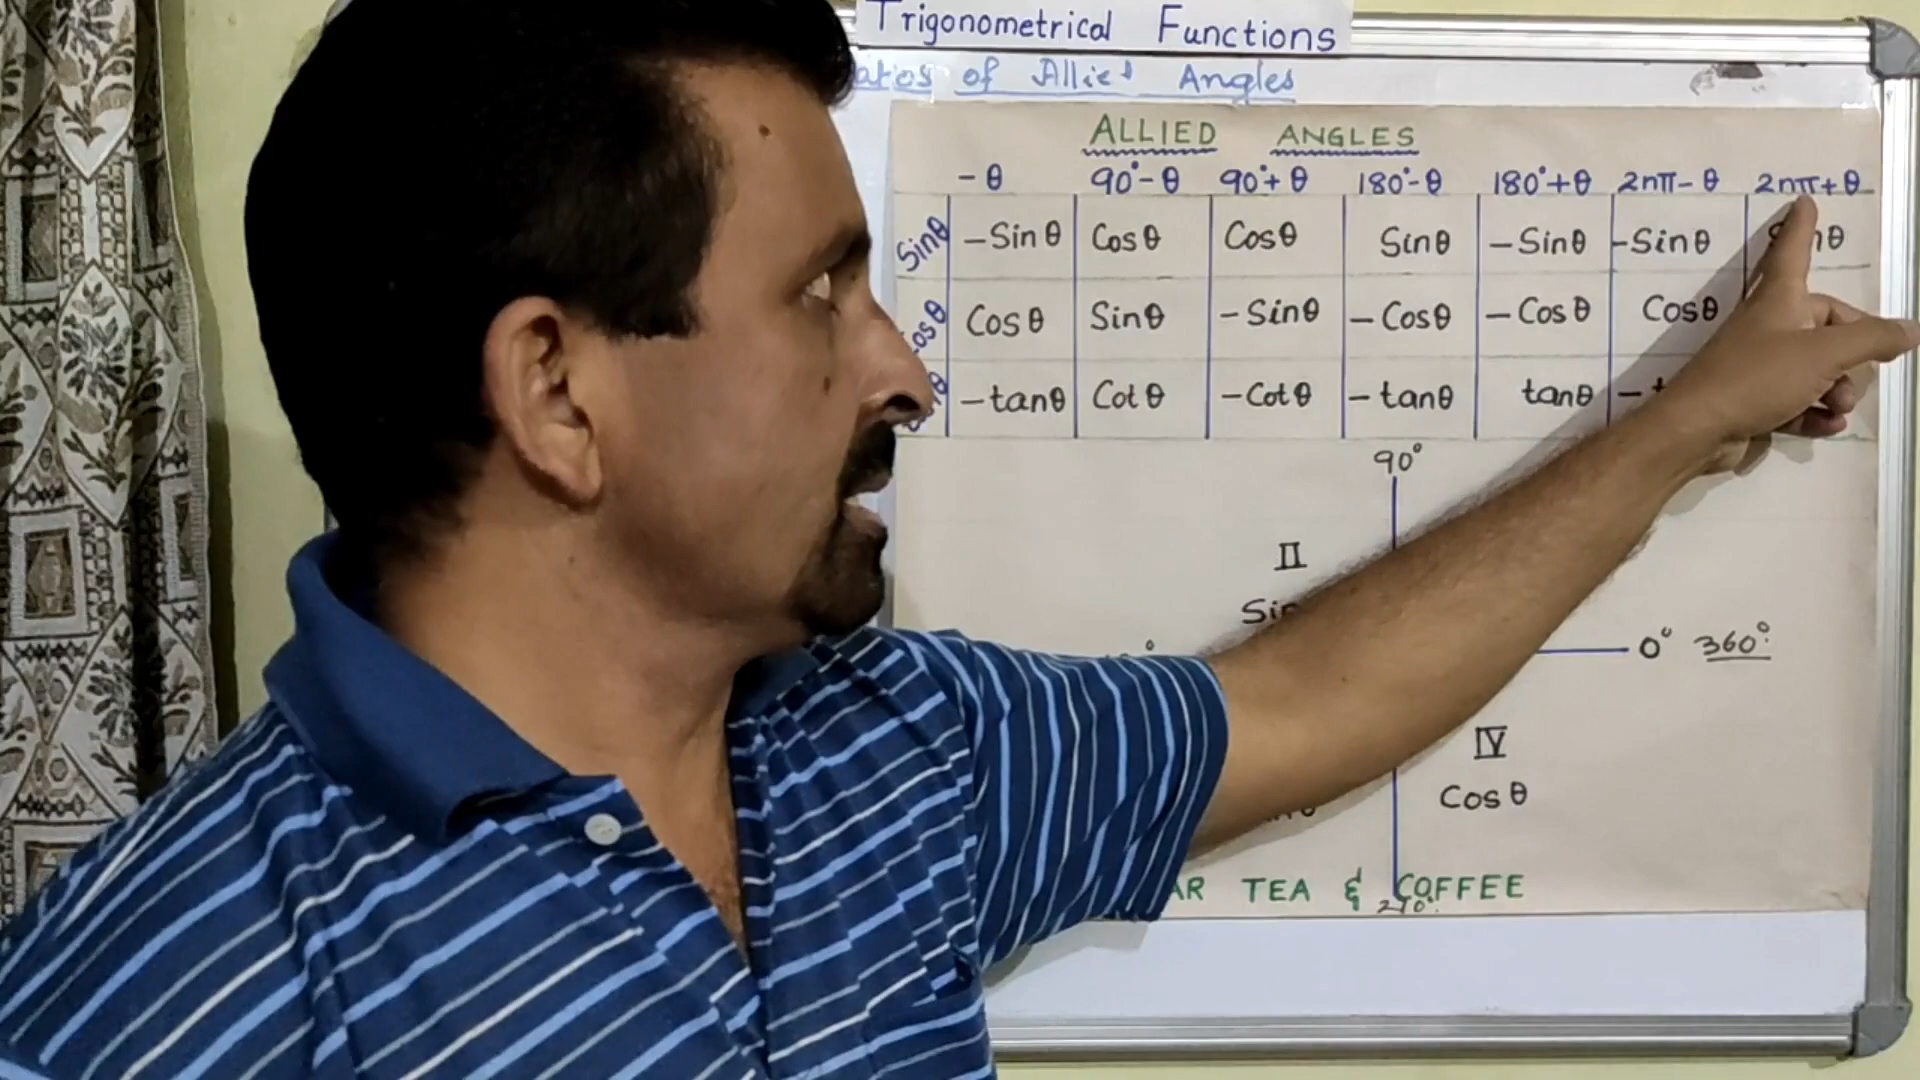 Trigonometrical Functions
of Allied Angles
ALLIED ANGLES
-θ 90°-θ 90°+θ 180°-θ 180°+θ 2nπ-θ 2nπ+θ
Sinθ -Sinθ Cosθ Cosθ Sinθ -Sinθ -Sinθ
Cosθ Sinθ -Sinθ -Cosθ -Cosθ Cosθ
-tanθ Cotθ -Cotθ -tanθ tanθ
90°
II
0° 360°
IV
Cosθ
TEA & COFFEE
270°